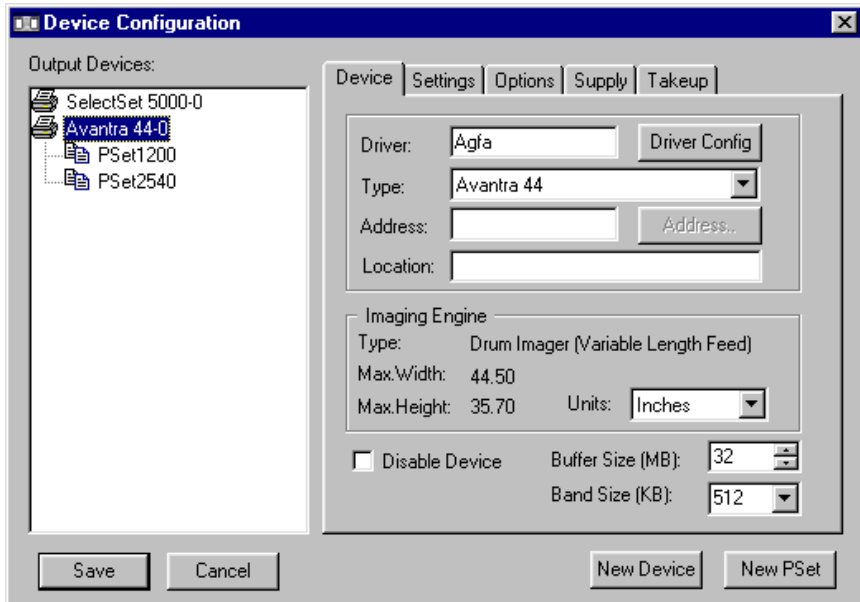 Device Configuration
Output Devices:
SelectSet 5000-0
Avantra 44-0
PSet1200
PSet2540
Device Settings Options Supply Takeup
Driver: Agfa Driver Config
Type: Avantra 44
Address: Address..
Location:
Imaging Engine
Type: Drum Imager (Variable Length Feed)
Max.Width: 44.50
Max.Height: 35.70 Units: Inches
Disable Device Buffer Size (MB): 32
Band Size (KB): 512
Save Cancel New Device New PSet